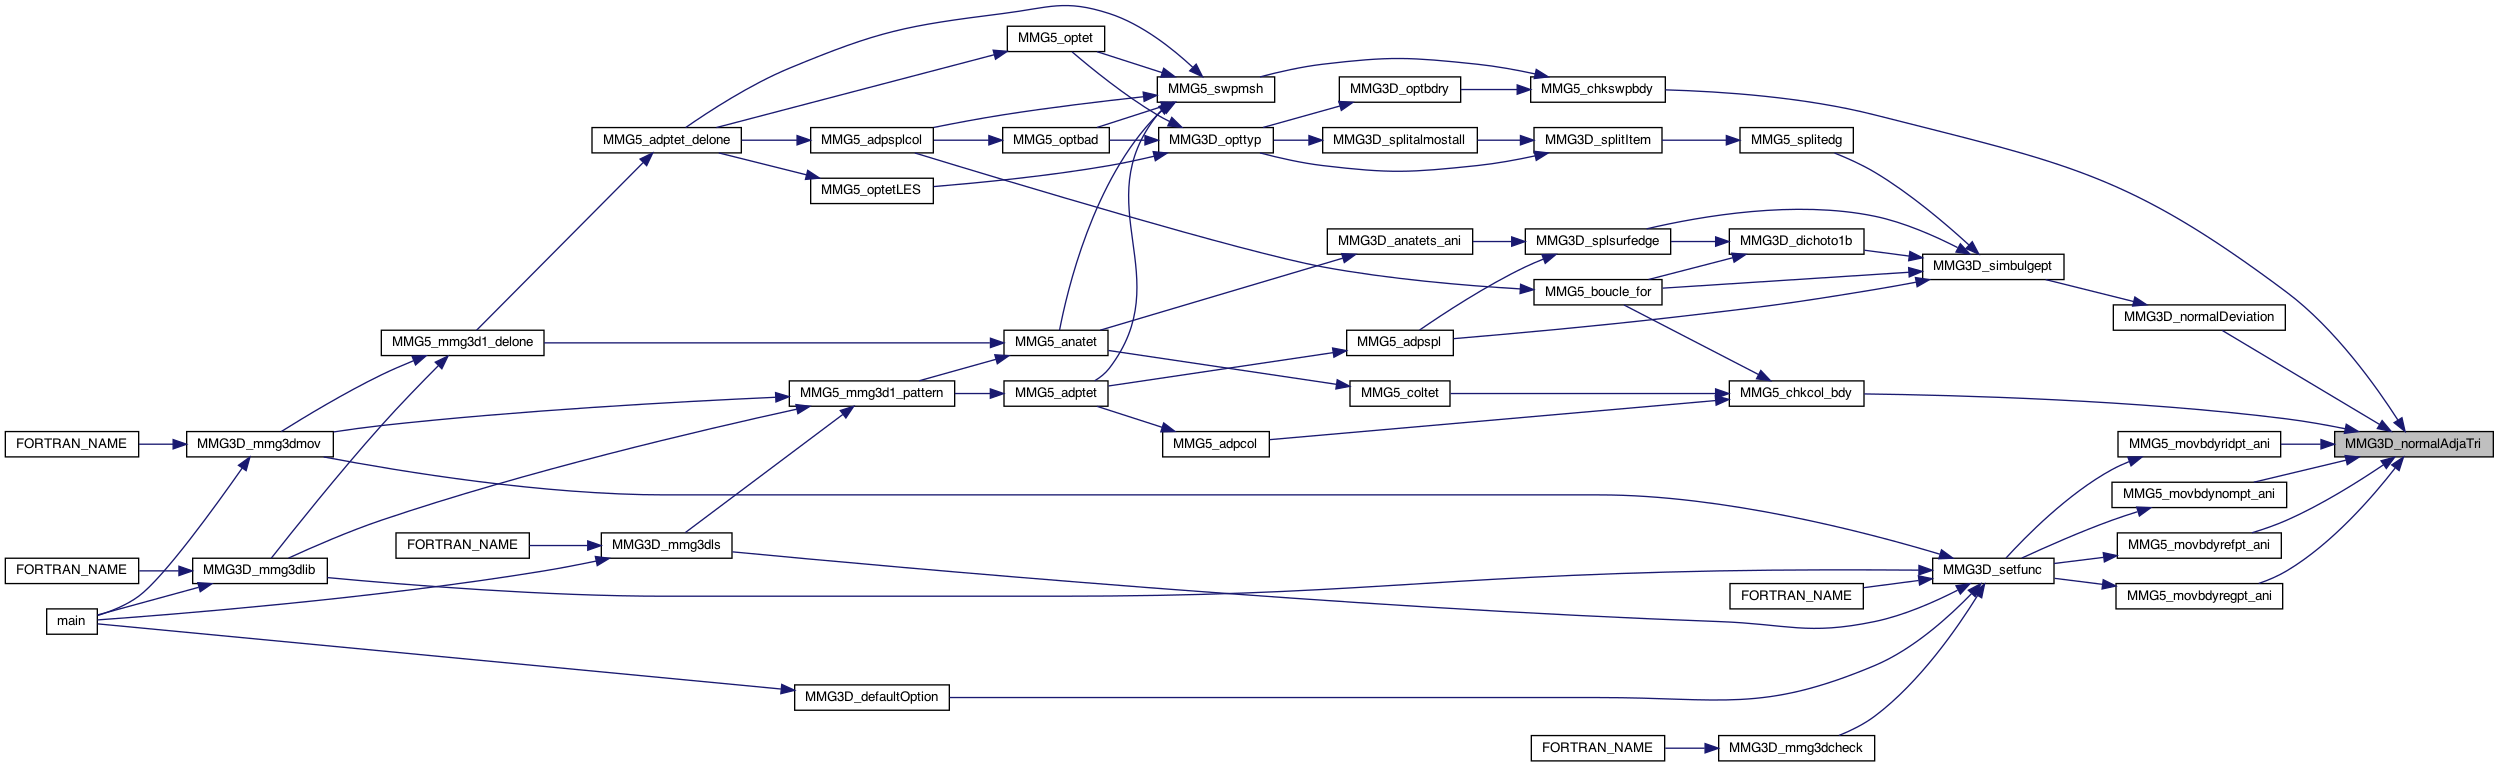 MMG5_optet
MMG5_swpmsh
MMG3D_optbdry
MMG5_chkswpbdy
MMG5_adptet_delone
MMG5_adpsplcol
MMG5_optbad
MMG3D_opttyp
MMG3D_splitalmostall
MMG3D_splitItem
MMG5_splitedg
MMG5_optetLES
MMG3D_anatets_ani
MMG3D_splsurfedge
MMG3D_dichoto1b
MMG3D_simbulgept
MMG5_boucle_for
MMG3D_normalDeviation
MMG5_mmg3d1_delone
MMG5_anatet
MMG5_adpspl
MMG5_mmg3d1_pattern
MMG5_adptet
MMG5_coltet
MMG5_chkcol_bdy
FORTRAN_NAME
MMG3D_mmg3dmov
MMG5_adpcol
MMG5_movbdyridpt_ani
MMG3D_normalAdjaTri
MMG5_movbdynompt_ani
FORTRAN_NAME
MMG3D_mmg3dls
MMG5_movbdyrefpt_ani
FORTRAN_NAME
MMG3D_mmg3dlib
MMG3D_setfunc
FORTRAN_NAME
MMG5_movbdyregpt_ani
main
MMG3D_defaultOption
FORTRAN_NAME
MMG3D_mmg3dcheck